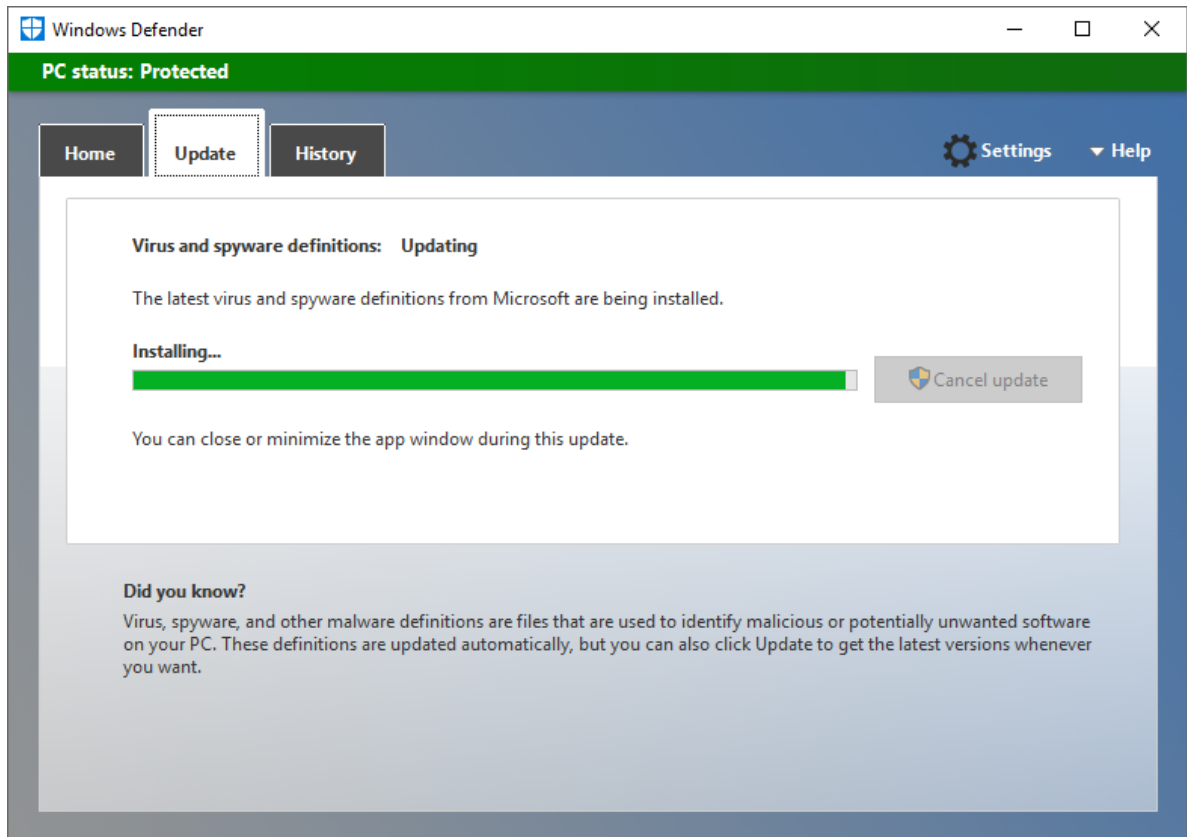 Windows Defender
PC status: Protected
Home
Update
History
Settings
Help
Virus and spyware definitions: Updating
The latest virus and spyware definitions from Microsoft are being installed.
Installing...
Cancel update
You can close or minimize the app window during this update.
Did you know?
Virus, spyware, and other malware definitions are files that are used to identify malicious or potentially unwanted software
on your PC. These definitions are updated automatically, but you can also click Update to get the latest versions whenever
you want.